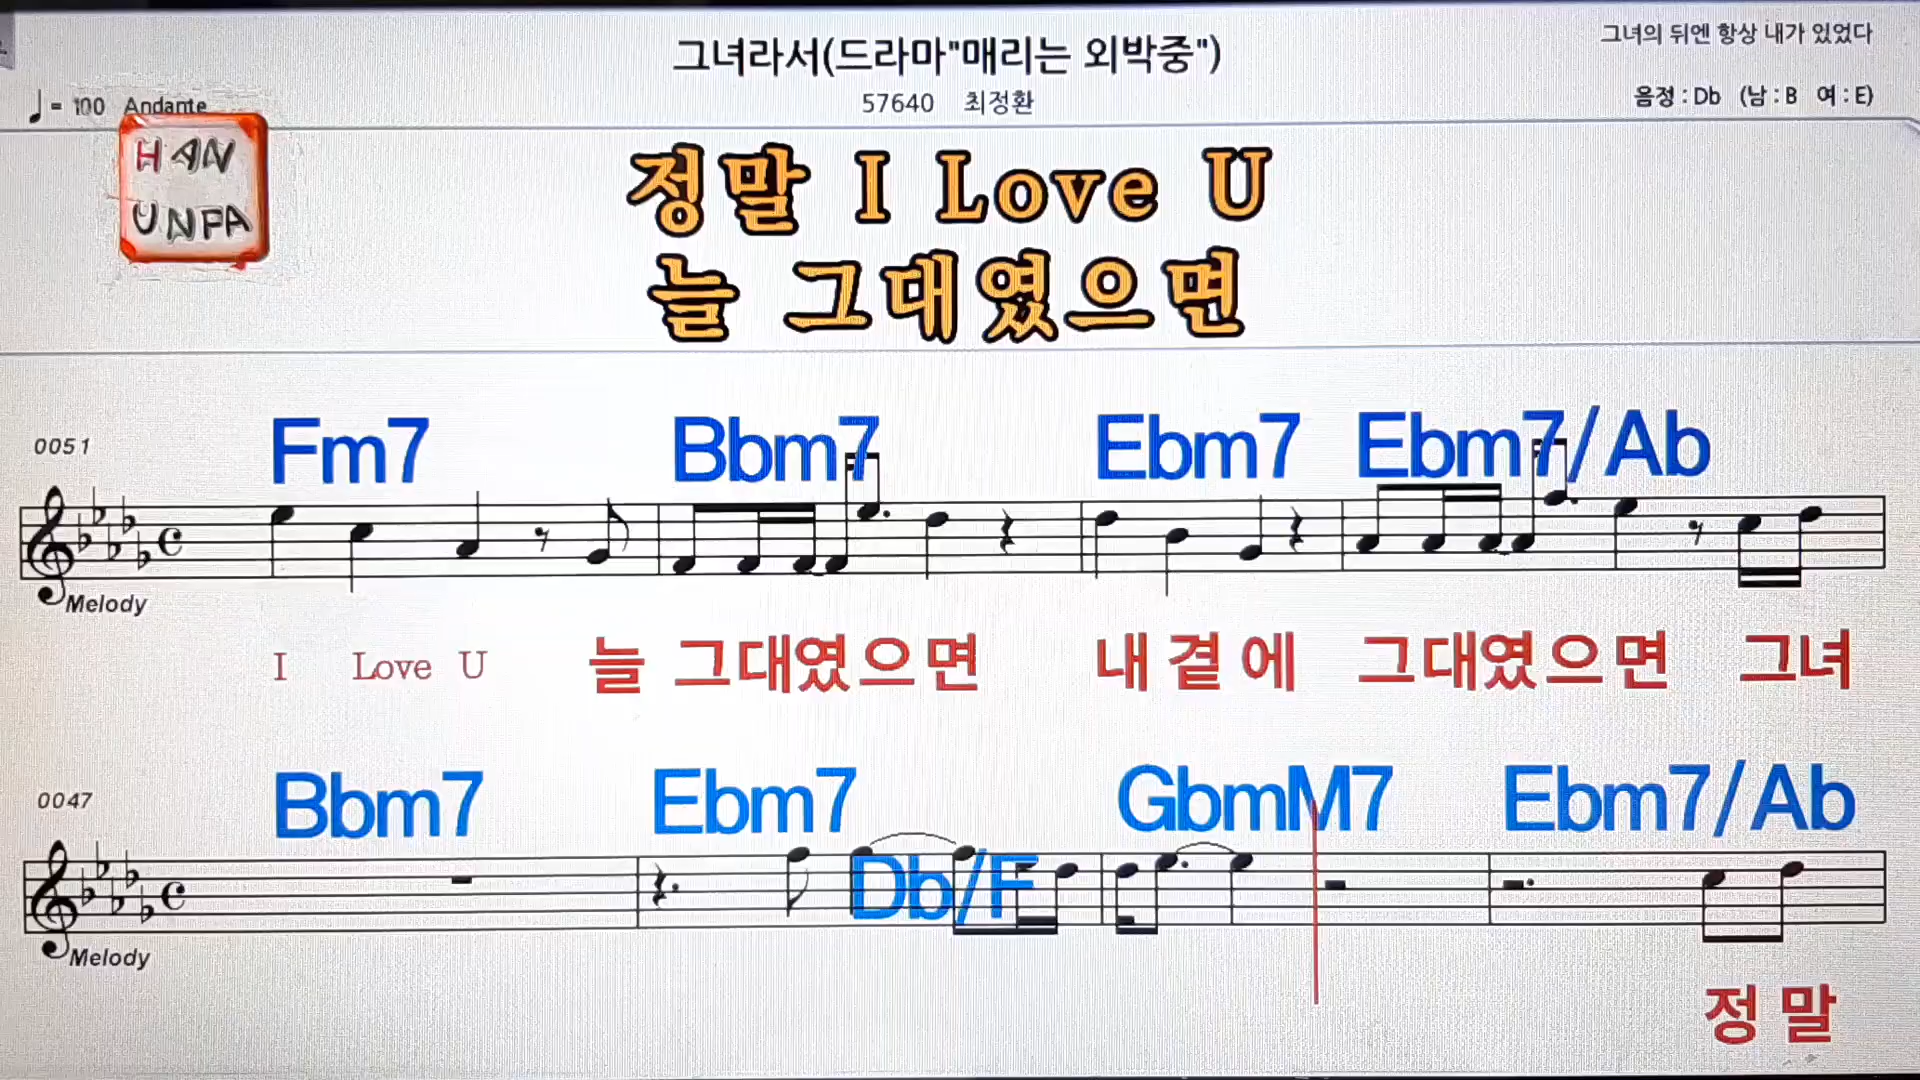 그녀의 뒤엔 항상 내가 있었다
그녀라서(드라마"매리는 외박중")
♩= 100 Andante
57640 최정환
음정 : Db (남 : B 여 : E)
HAN
UNFA
정말 I Love U
늘 그대였으면
0051
Fm7 Bbm7 Ebm7 Ebm7/Ab
Melody
I Love U 늘 그대였으면 내 곁에 그대였으면 그녀
0047
Bbm7 Ebm7 GbmM7 Ebm7/Ab
Db/F
Melody
정말